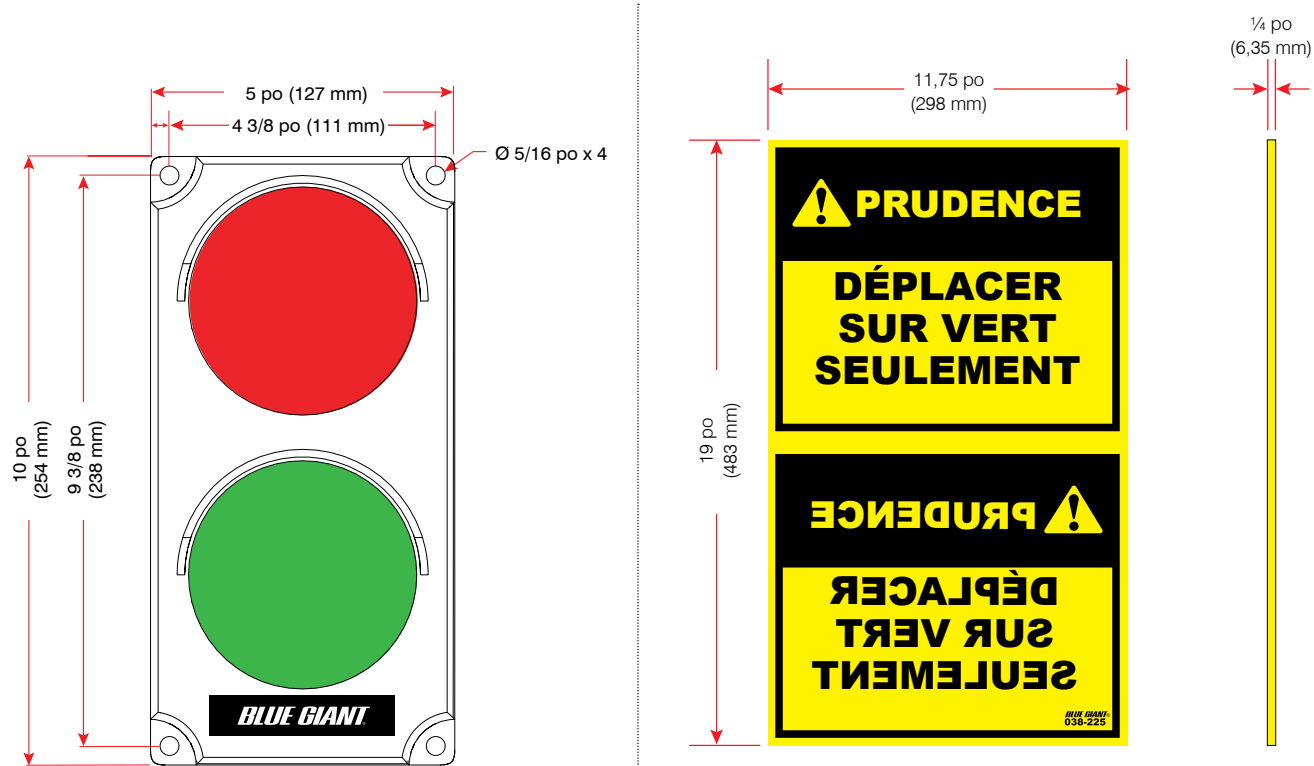 5 po (127 mm)
4 3/8 po (111 mm)
Ø 5/16 po x 4
10 po
(254 mm)
9 3/8 po
(238 mm)
BLUE GIANT
11,75 po
(298 mm)
¼ po
(6,35 mm)
19 po
(483 mm)
PRUDENCE
DÉPLACER
SUR VERT
SEULEMENT
PRUDENCE
DÉPLACER
SUR VERT
SEULEMENT
BLUE GIANT®
038-225